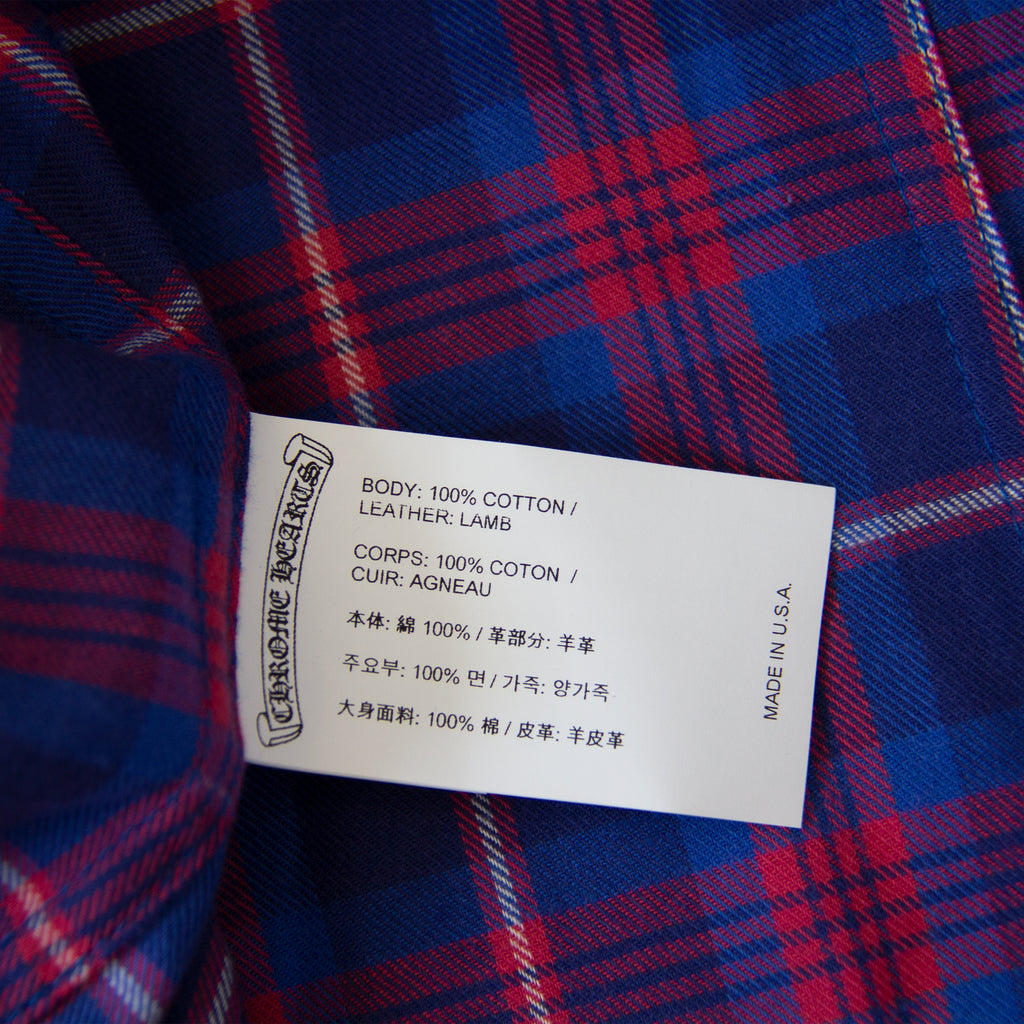 CHROME HEARTS
BODY: 100% COTTON /
LEATHER: LAMB
CORPS: 100% COTON /
CUIR: AGNEAU
本体: 綿 100% / 革部分: 羊革
주요부: 100% 면 / 가죽: 양가죽
大身面料: 100% 棉 / 皮革: 羊皮革
MADE IN U.S.A.